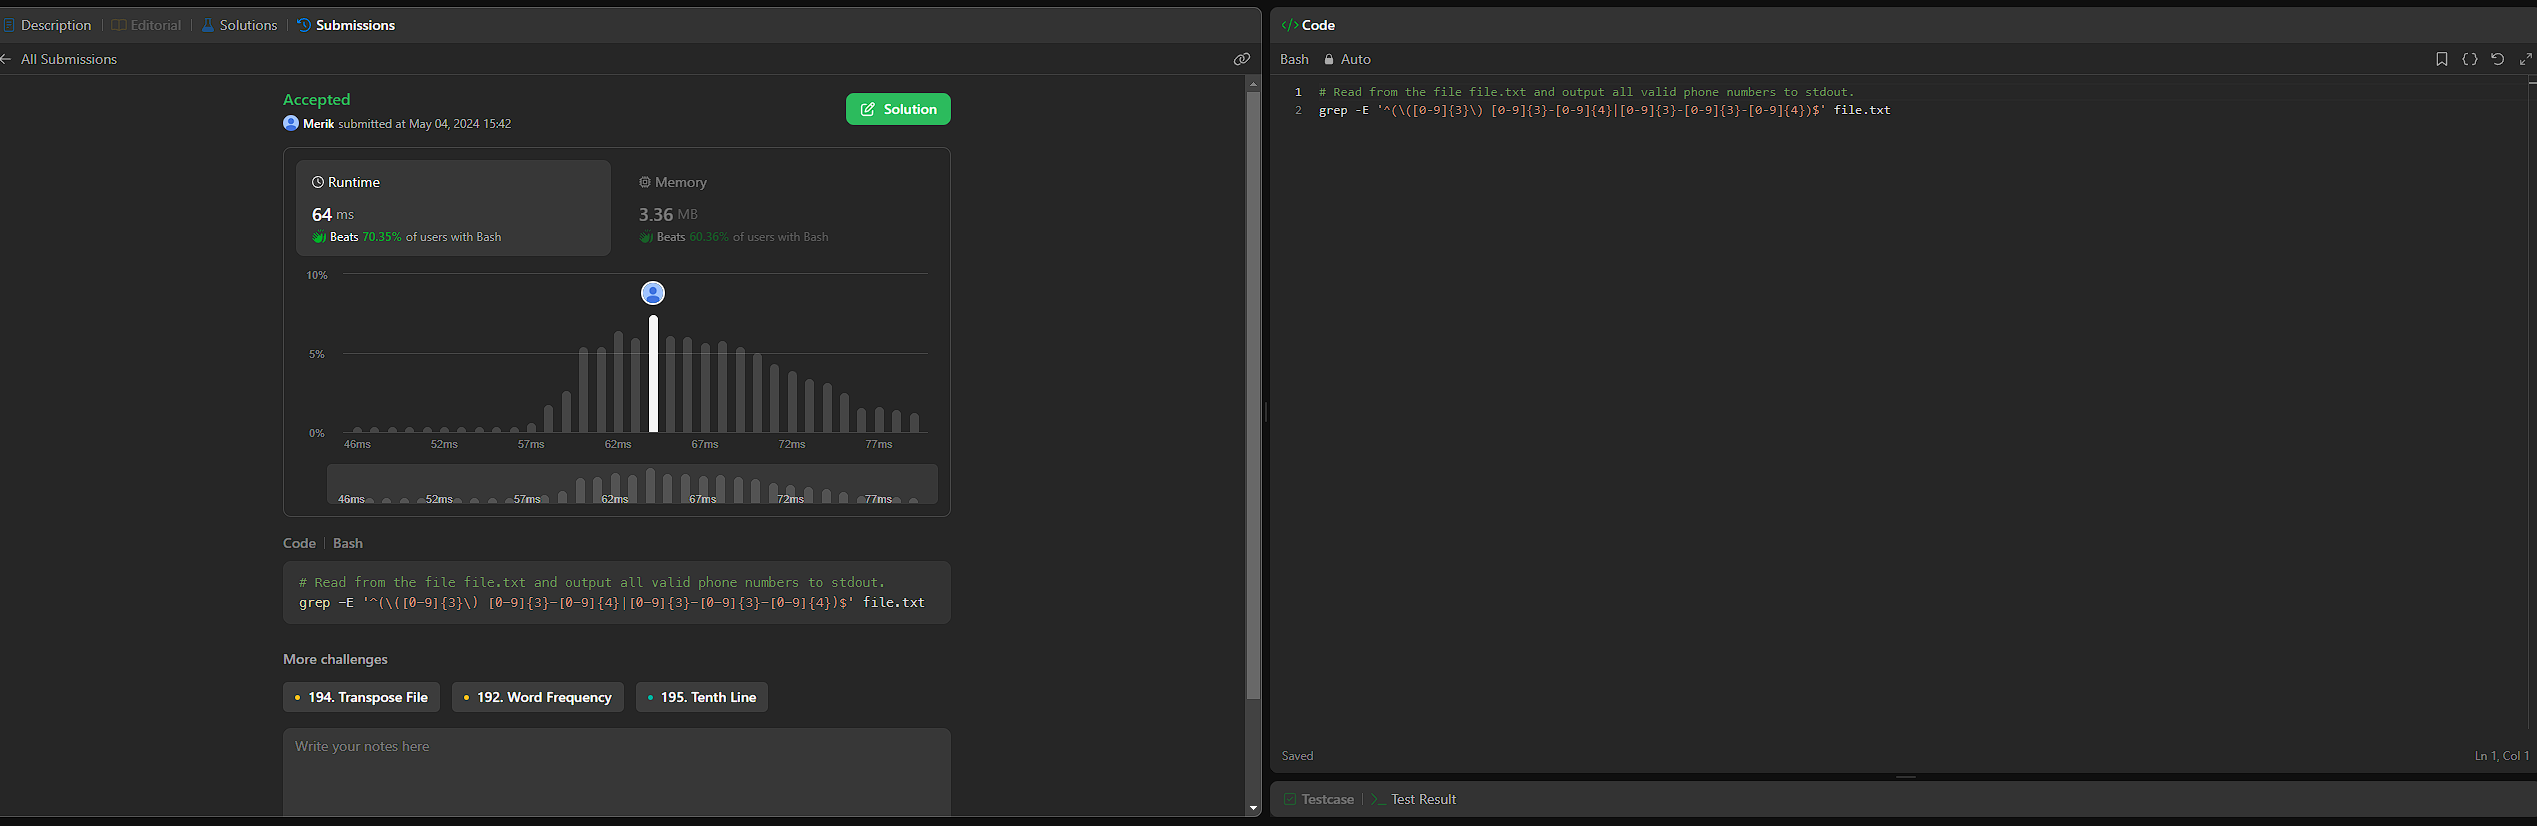 Description
Editorial
Solutions
Submissions
All Submissions
Accepted
Merik submitted at May 04, 2024 15:42
Solution
Runtime
64 ms
Beats 70.35% of users with Bash
Memory
3.36 MB
Beats 60.36% of users with Bash
10%
5%
0%
46ms 52ms 57ms 62ms 67ms 72ms 77ms
46ms 52ms 57ms 62ms 67ms 72ms 77ms
Code | Bash
# Read from the file file.txt and output all valid phone numbers to stdout.
grep -E '^(\([0-9]{3}\) [0-9]{3}-[0-9]{4}|[0-9]{3}-[0-9]{3}-[0-9]{4})$' file.txt
More challenges
194. Transpose File
192. Word Frequency
195. Tenth Line
Write your notes here
</> Code
Bash
Auto
1 # Read from the file file.txt and output all valid phone numbers to stdout.
2 grep -E '^(\([0-9]{3}\) [0-9]{3}-[0-9]{4}|[0-9]{3}-[0-9]{3}-[0-9]{4})$' file.txt
Saved
Ln 1, Col 1
Testcase
Test Result